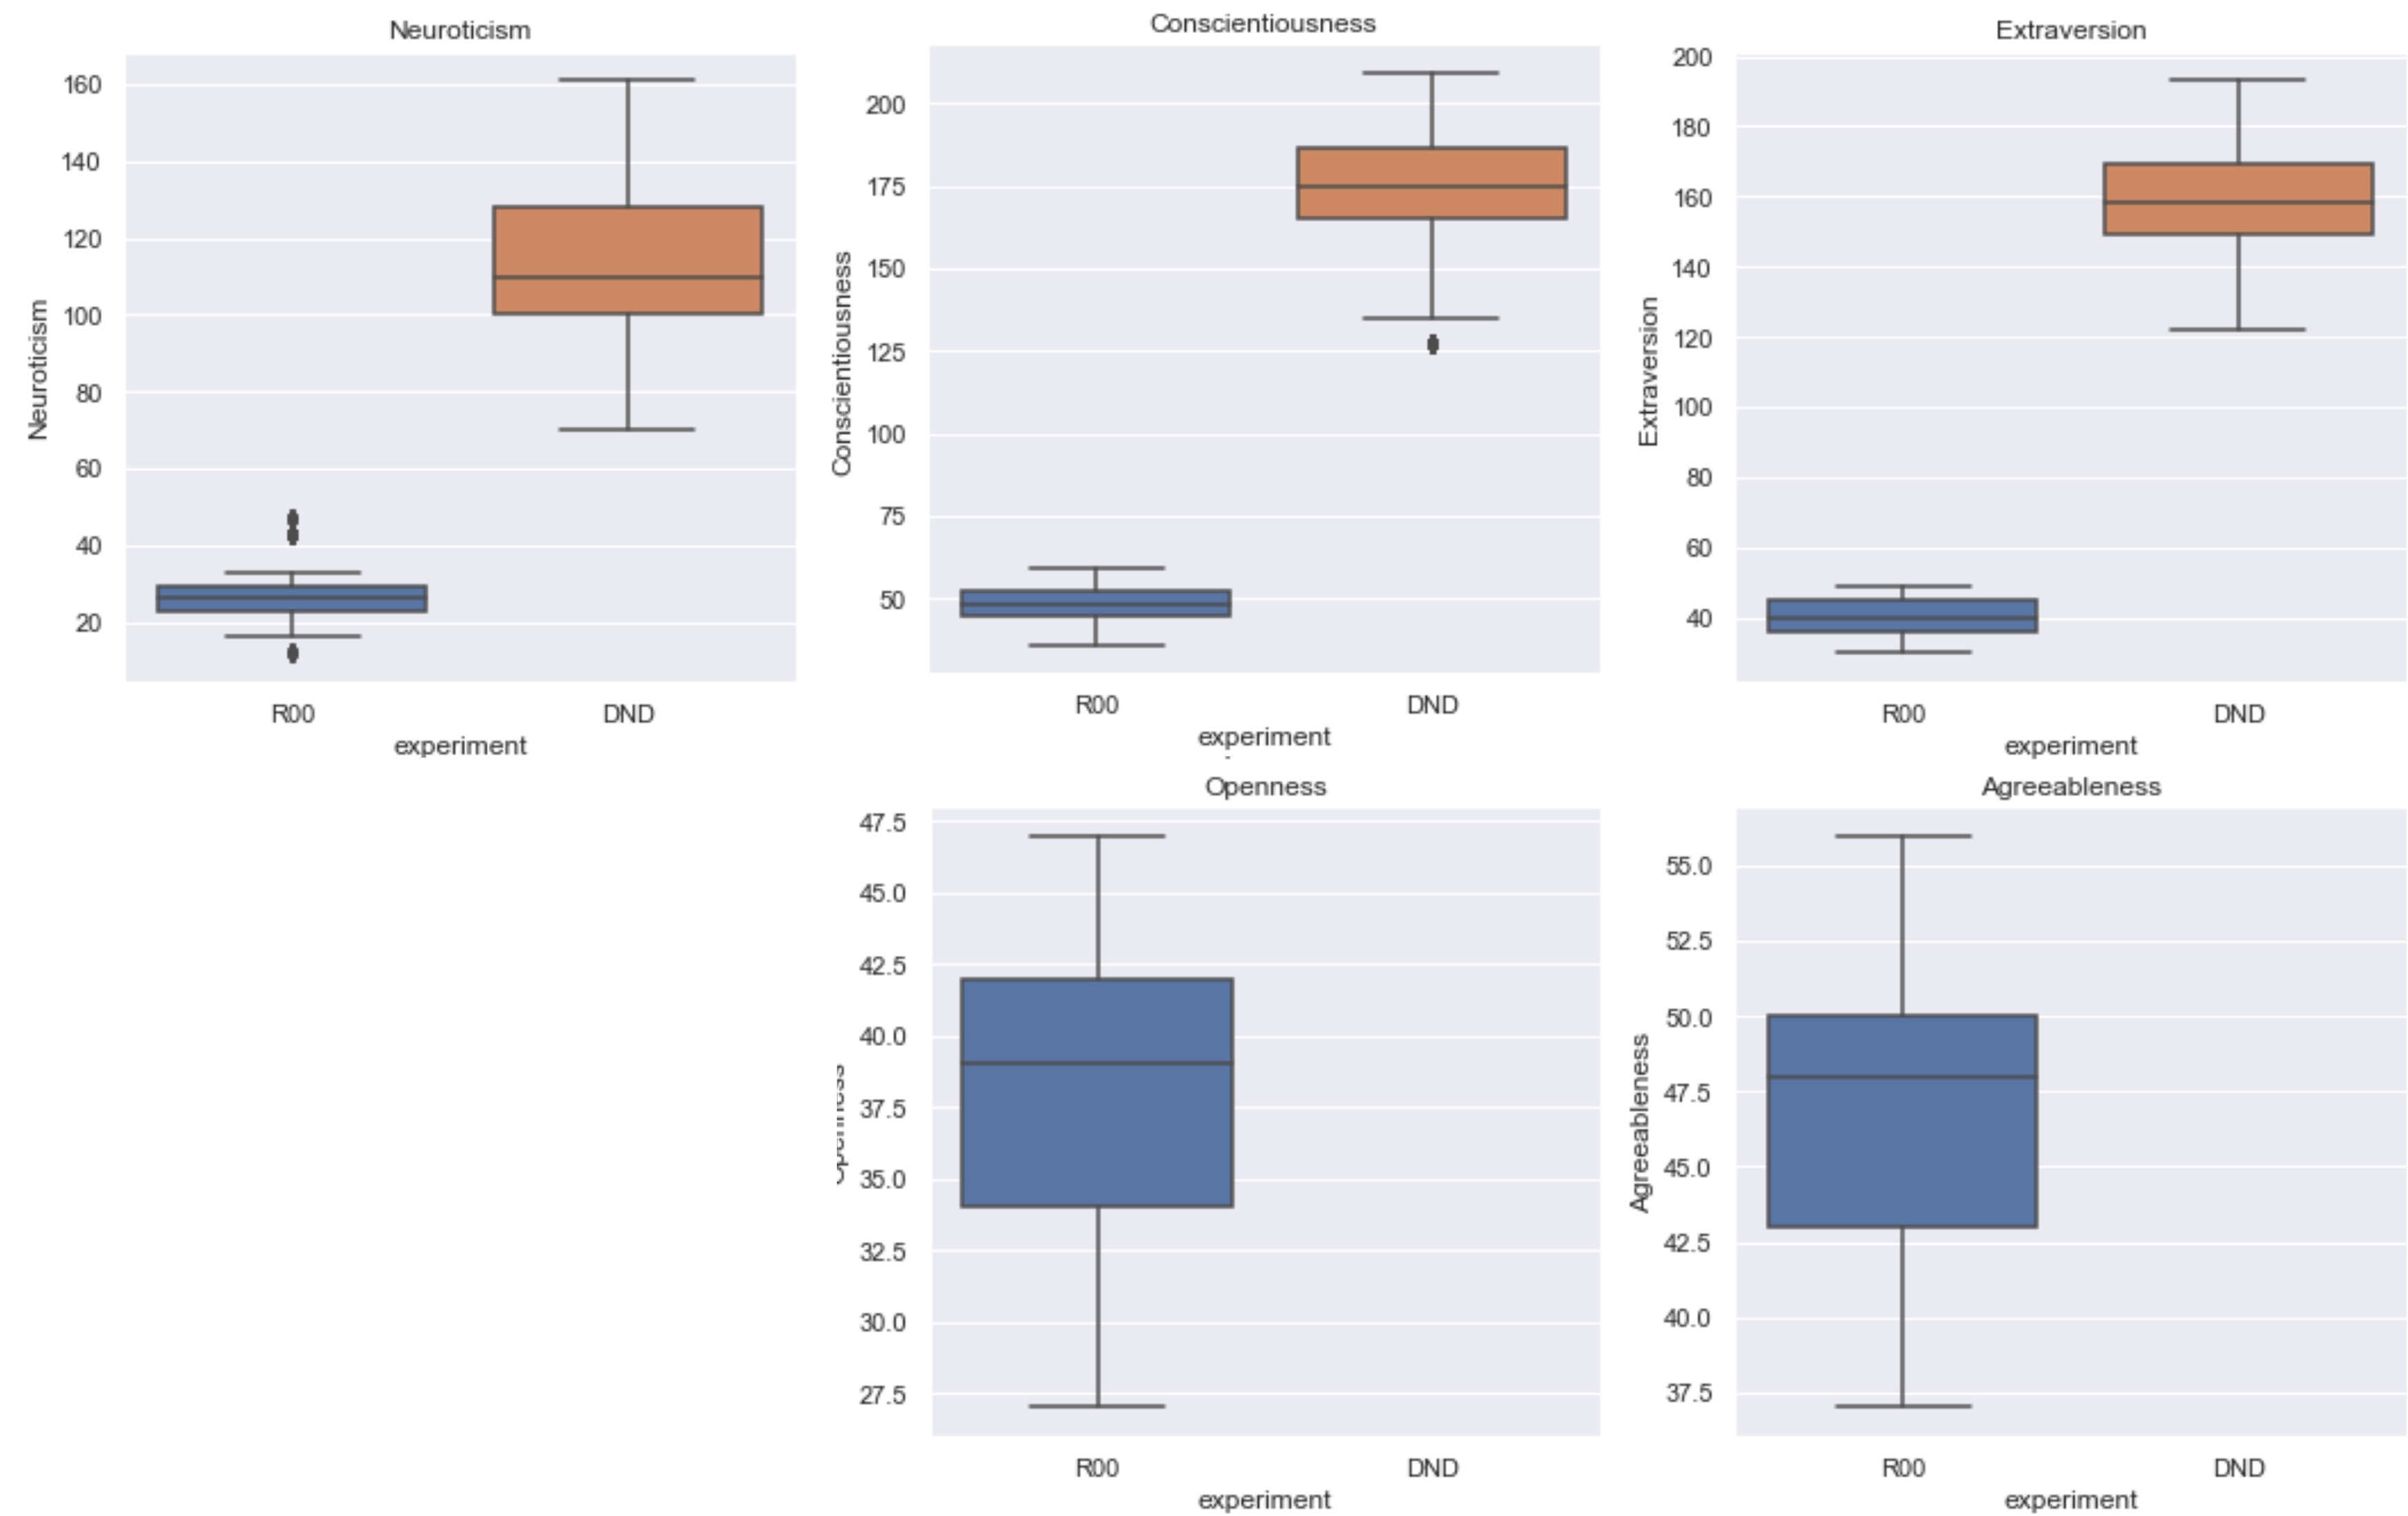 Neuroticism
160
140
120
100
80
60
40
20
Neuroticism
R00 DND
experiment
Conscientiousness
200
175
150
125
100
75
50
Conscientiousness
R00 DND
experiment
Extraversion
200
180
160
140
120
100
80
60
40
Extraversion
R00 DND
experiment
Openness
47.5
45.0
42.5
40.0
37.5
35.0
32.5
30.0
27.5
Openness
R00 DND
experiment
Agreeableness
55.0
52.5
50.0
47.5
45.0
42.5
40.0
37.5
Agreeableness
R00 DND
experiment